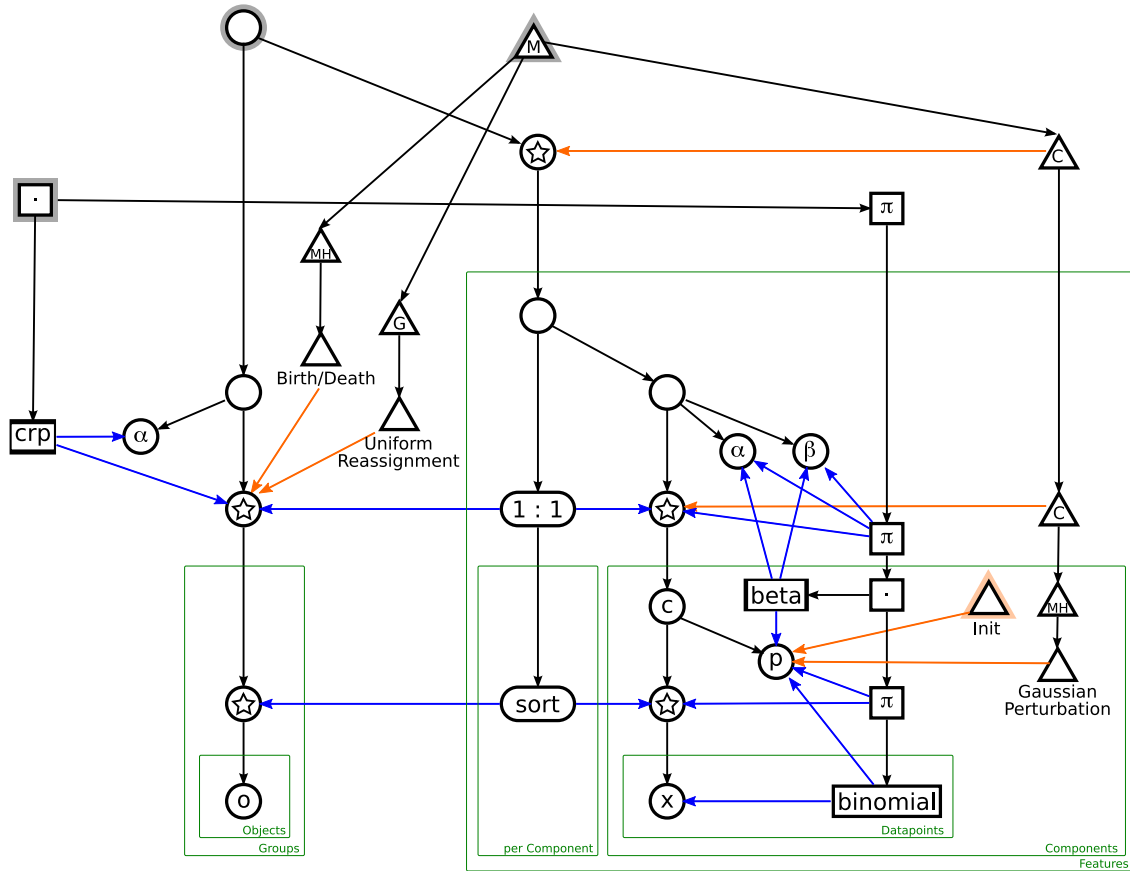 M
C
·
π
MH
G
Birth/Death
crp
α
Uniform
Reassignment
α
β
1 : 1
C
π
beta
·
Init
MH
c
p
Gaussian
Perturbation
sort
π
o
x
binomial
Objects
Datapoints
Groups
per Component
Components
Features